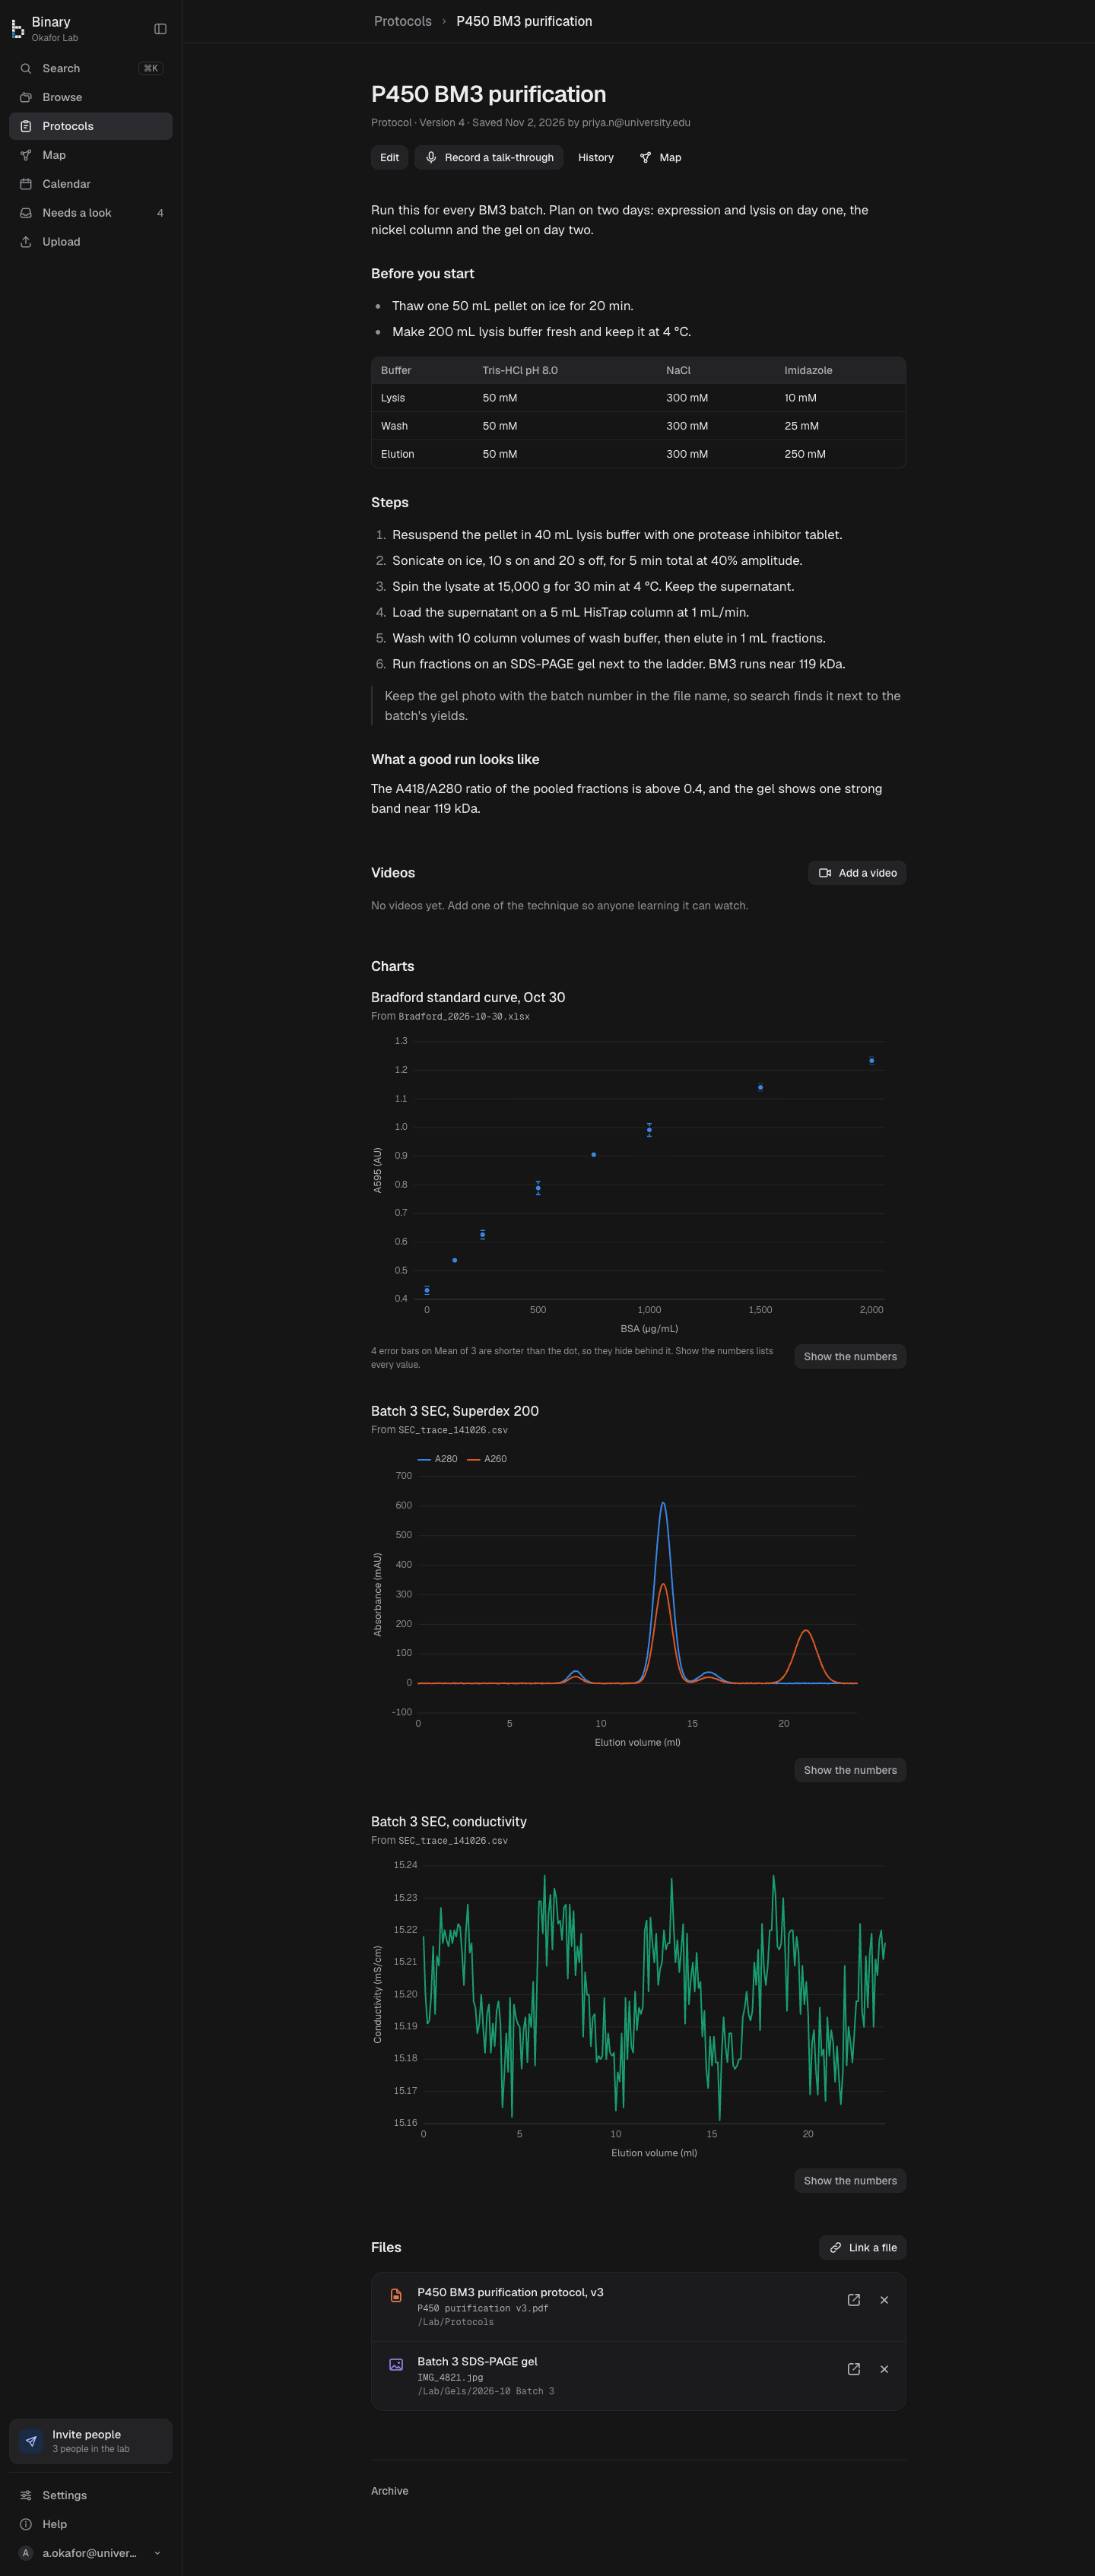 Binary
Okafor Lab
Search ⌘K
Browse
Protocols
Map
Calendar
Needs a look 4
Upload
Protocols › P450 BM3 purification
P450 BM3 purification
Protocol · Version 4 · Saved Nov 2, 2026 by priya.n@university.edu
Edit Record a talk-through History Map
Run this for every BM3 batch. Plan on two days: expression and lysis on day one, the
nickel column and the gel on day two.
Before you start
• Thaw one 50 mL pellet on ice for 20 min.
• Make 200 mL lysis buffer fresh and keep it at 4 °C.
Buffer Tris-HCl pH 8.0 NaCl Imidazole
Lysis 50 mM 300 mM 10 mM
Wash 50 mM 300 mM 25 mM
Elution 50 mM 300 mM 250 mM
Steps
1. Resuspend the pellet in 40 mL lysis buffer with one protease inhibitor tablet.
2. Sonicate on ice, 10 s on and 20 s off, for 5 min total at 40% amplitude.
3. Spin the lysate at 15,000 g for 30 min at 4 °C. Keep the supernatant.
4. Load the supernatant on a 5 mL HisTrap column at 1 mL/min.
5. Wash with 10 column volumes of wash buffer, then elute in 1 mL fractions.
6. Run fractions on an SDS-PAGE gel next to the ladder. BM3 runs near 119 kDa.
Keep the gel photo with the batch number in the file name, so search finds it next to the
batch's yields.
What a good run looks like
The A418/A280 ratio of the pooled fractions is above 0.4, and the gel shows one strong
band near 119 kDa.
Videos
Add a video
No videos yet. Add one of the technique so anyone learning it can watch.
Charts
Bradford standard curve, Oct 30
From Bradford_2026-10-30.xlsx
1.3
1.2
1.1
1.0
0.9
0.8
0.7
0.6
0.5
0.4
A595 (AU)
0 500 1,000 1,500 2,000
BSA (µg/mL)
4 error bars on Mean of 3 are shorter than the dot, so they hide behind it. Show the numbers lists
every value.
Show the numbers
Batch 3 SEC, Superdex 200
From SEC_trace_141026.csv
A280 A260
700
600
500
400
300
200
100
0
-100
Absorbance (mAU)
0 5 10 15 20
Elution volume (ml)
Show the numbers
Batch 3 SEC, conductivity
From SEC_trace_141026.csv
15.24
15.23
15.22
15.21
15.20
15.19
15.18
15.17
15.16
Conductivity (mS/cm)
0 5 10 15 20
Elution volume (ml)
Show the numbers
Files
Link a file
P450 BM3 purification protocol, v3
P450 purification v3.pdf
/Lab/Protocols
Batch 3 SDS-PAGE gel
IMG_4821.jpg
/Lab/Gels/2026-10 Batch 3
Archive
Invite people
3 people in the lab
Settings
Help
A a.okafor@univer...